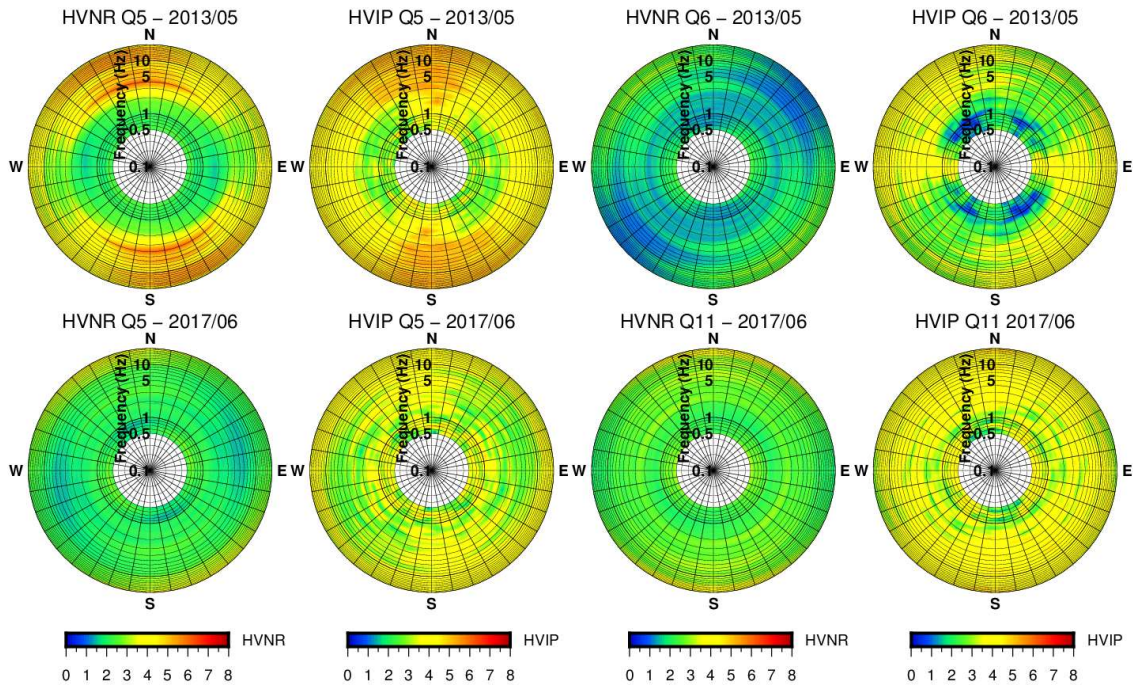 HVNR Q5 – 2013/05
HVIP Q5 – 2013/05
HVNR Q6 – 2013/05
HVIP Q6 – 2013/05
N N N N
10 10 10 10
5 5 5 5
1 1 1 1
0.5 0.5 0.5 0.5
Frequency (Hz) Frequency (Hz) Frequency (Hz) Frequency (Hz)
W 0.1 E W 0.1 E W 0.1 E W 0.1 E
S S S S
HVNR Q5 – 2017/06
HVIP Q5 – 2017/06
HVNR Q11 – 2017/06
HVIP Q11 2017/06
N N N N
10 10 10 10
5 5 5 5
1 1 1 1
0.5 0.5 0.5 0.5
Frequency (Hz) Frequency (Hz) Frequency (Hz) Frequency (Hz)
W 0.1 E W 0.1 E W 0.1 E W 0.1 E
S S S S
HVNR HVIP HVNR HVIP
0 1 2 3 4 5 6 7 8 0 1 2 3 4 5 6 7 8 0 1 2 3 4 5 6 7 8 0 1 2 3 4 5 6 7 8